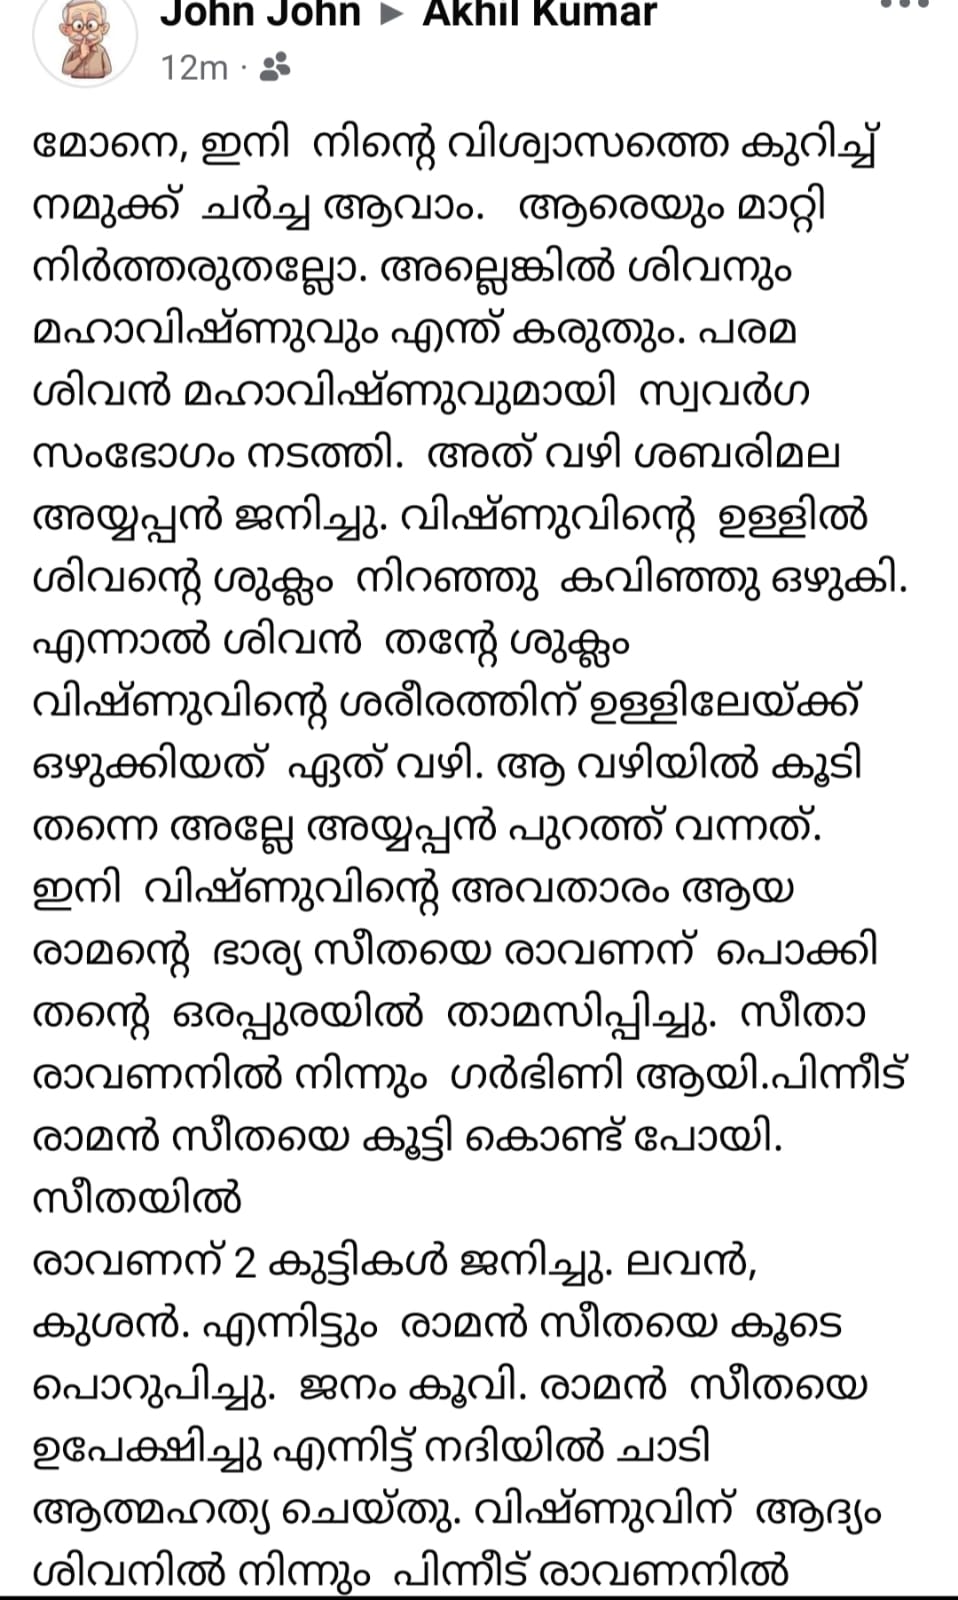 John John ▸ Akhil Kumar
12m ·
മോനെ, ഇനി നിന്റെ വിശ്വാസത്തെ കുറിച്ച്
നമുക്ക് ചർച്ച ആവാം. ആരെയും മാറ്റി
നിർത്തരുതല്ലോ. അല്ലെങ്കിൽ ശിവനും
മഹാവിഷ്ണുവും എന്ത് കരുതും. പരമ
ശിവൻ മഹാവിഷ്ണുവുമായി സ്വവർഗ
സംഭോഗം നടത്തി. അത് വഴി ശബരിമല
അയ്യപ്പൻ ജനിച്ചു. വിഷ്ണുവിന്റെ ഉള്ളിൽ
ശിവന്റെ ശുക്ലം നിറഞ്ഞു കവിഞ്ഞു ഒഴുകി.
എന്നാൽ ശിവൻ തന്റേ ശുക്ലം
വിഷ്ണുവിന്റെ ശരീരത്തിന് ഉള്ളിലേയ്ക്ക്
ഒഴുക്കിയത് ഏത് വഴി. ആ വഴിയിൽ കൂടി
തന്നെ അല്ലേ അയ്യപ്പൻ പുറത്ത് വന്നത്.
ഇനി വിഷ്ണുവിന്റെ അവതാരം ആയ
രാമന്റെ ഭാര്യ സീതയെ രാവണന് പൊക്കി
തന്റെ ഒരപ്പുരയിൽ താമസിപ്പിച്ചു. സീതാ
രാവണനിൽ നിന്നും ഗർഭിണി ആയി.പിന്നീട്
രാമൻ സീതയെ കൂട്ടി കൊണ്ട് പോയി.
സീതയിൽ
രാവണന് 2 കുട്ടികൾ ജനിച്ചു. ലവൻ,
കുശൻ. എന്നിട്ടും രാമൻ സീതയെ കൂടെ
പൊറുപിച്ചു. ജനം കൂവി. രാമൻ സീതയെ
ഉപേക്ഷിച്ചു എന്നിട്ട് നദിയിൽ ചാടി
ആത്മഹത്യ ചെയ്തു. വിഷ്ണുവിന് ആദ്യം
ശിവനിൽ നിന്നും പിന്നീട് രാവണനിൽ